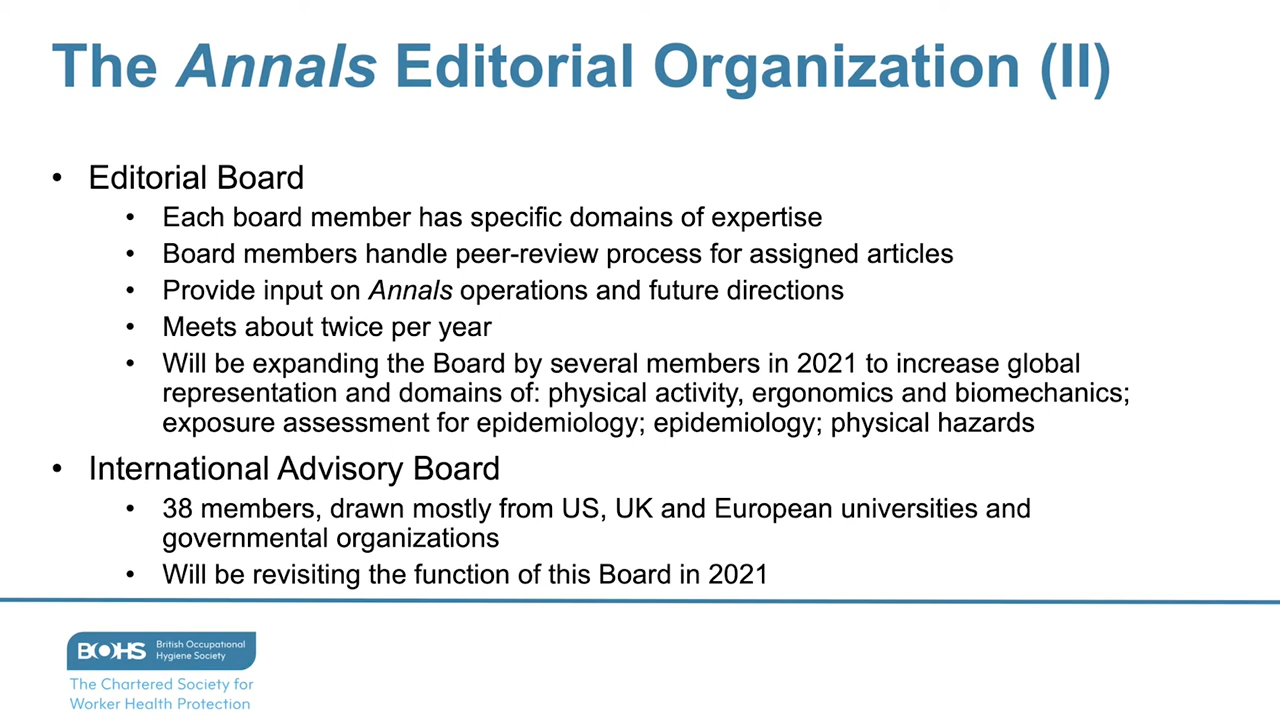 The Annals Editorial Organization (II)
• Editorial Board
• Each board member has specific domains of expertise
• Board members handle peer-review process for assigned articles
• Provide input on Annals operations and future directions
• Meets about twice per year
• Will be expanding the Board by several members in 2021 to increase global
representation and domains of: physical activity, ergonomics and biomechanics;
exposure assessment for epidemiology; epidemiology; physical hazards
• International Advisory Board
• 38 members, drawn mostly from US, UK and European universities and
governmental organizations
• Will be revisiting the function of this Board in 2021
BOHS
British Occupational
Hygiene Society
The Chartered Society for
Worker Health Protection